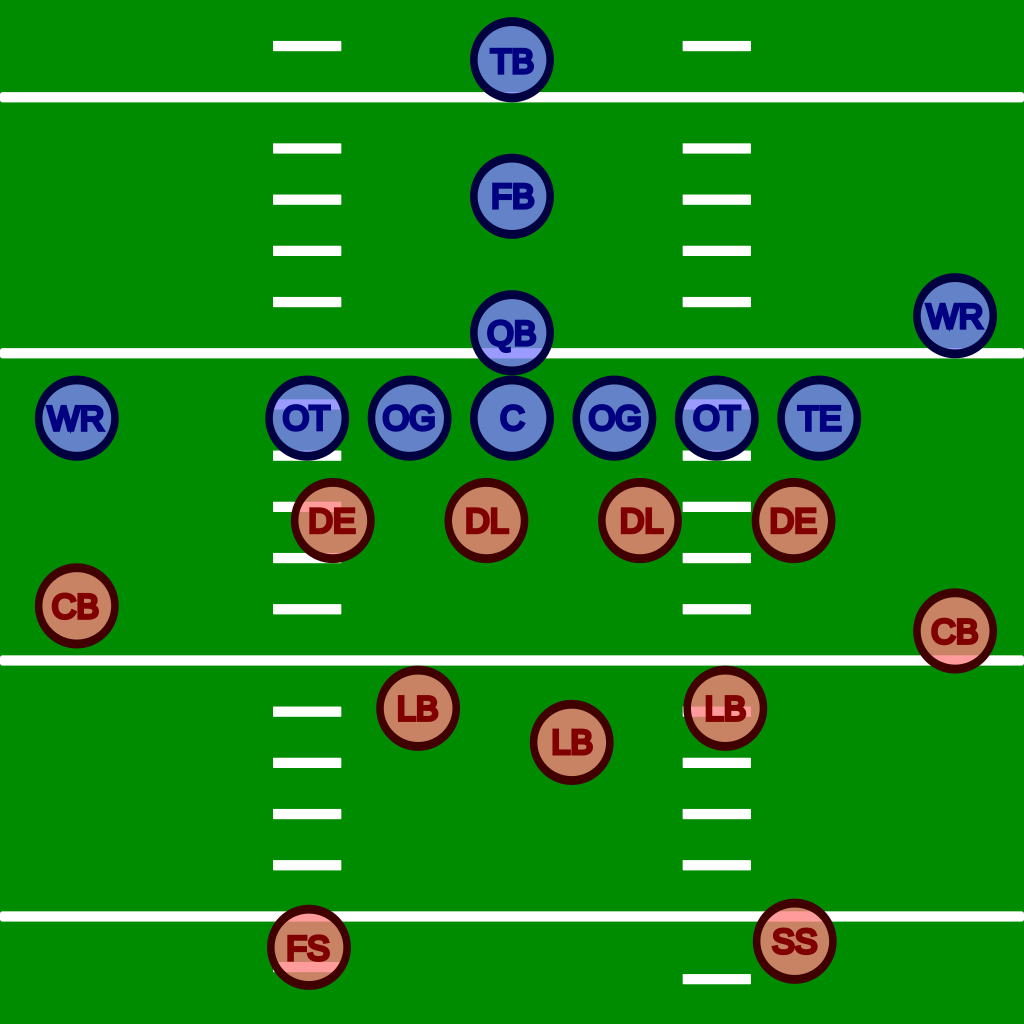 TB
FB
WR
QB
WR OT OG C OG OT TE
DE DL DL DE
CB
CB
LB LB
LB
SS
FS